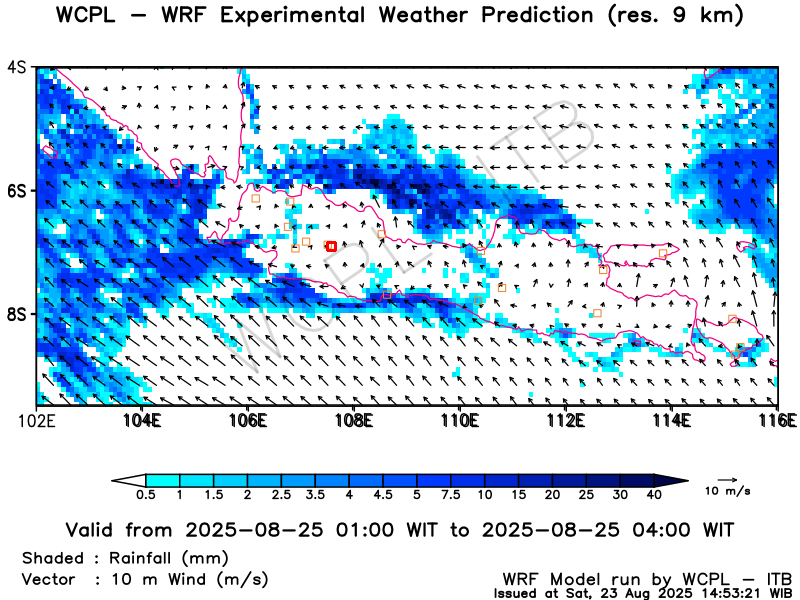 WCPL – WRF Experimental Weather Prediction (res. 9 km)
4S
6S
8S
102E 104E 106E 108E 110E 112E 114E 116E
WCPL ITB
0.5 1 1.5 2 2.5 3.5 4 4.5 5 7.5 10 15 20 25 30 40
10 m/s
Valid from 2025-08-25 01:00 WIT to 2025-08-25 04:00 WIT
Shaded : Rainfall (mm)
Vector : 10 m Wind (m/s)
WRF Model run by WCPL – ITB
Issued at Sat, 23 Aug 2025 14:53:21 WIB